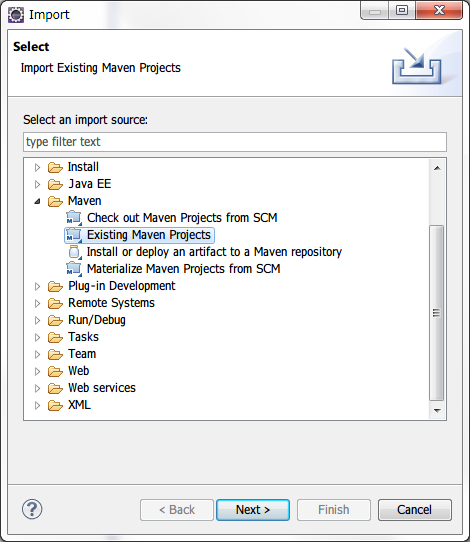 Import
Select
Import Existing Maven Projects
Select an import source:
type filter text
Install
Java EE
Maven
Check out Maven Projects from SCM
Existing Maven Projects
Install or deploy an artifact to a Maven repository
Materialize Maven Projects from SCM
Plug-in Development
Remote Systems
Run/Debug
Tasks
Team
Web
Web services
XML
< Back Next > Finish Cancel